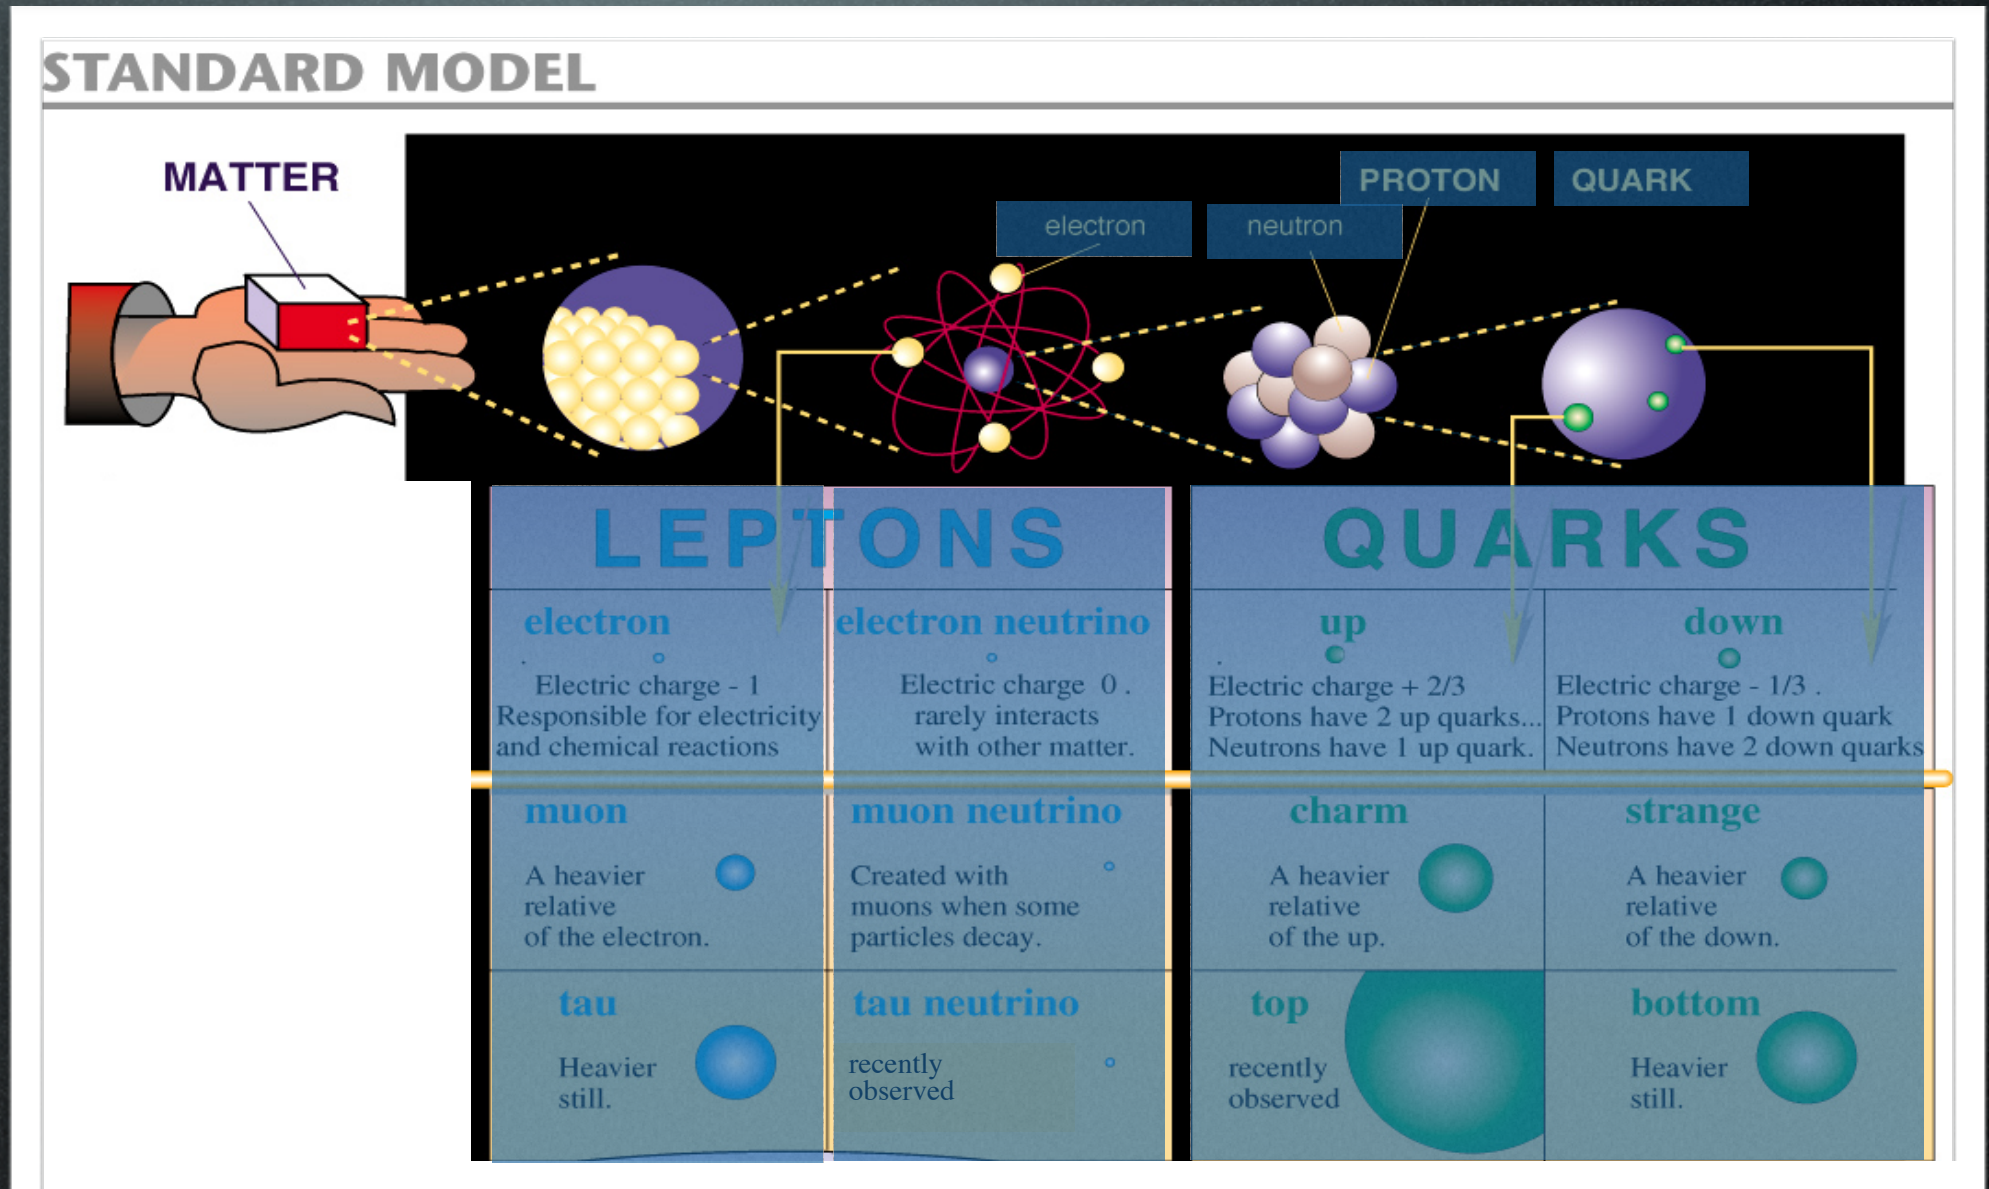 STANDARD MODEL
MATTER
PROTON
QUARK
electron
neutron
LEPTONS
QUARKS
electron
Electric charge - 1
Responsible for electricity
and chemical reactions
electron neutrino
Electric charge 0 .
rarely interacts
with other matter.
up
Electric charge + 2/3
Protons have 2 up quarks...
Neutrons have 1 up quark.
down
Electric charge - 1/3 .
Protons have 1 down quark
Neutrons have 2 down quarks
muon
A heavier
relative
of the electron.
muon neutrino
Created with
muons when some
particles decay.
charm
A heavier
relative
of the up.
strange
A heavier
relative
of the down.
tau
Heavier
still.
tau neutrino
recently
observed
top
recently
observed
bottom
Heavier
still.